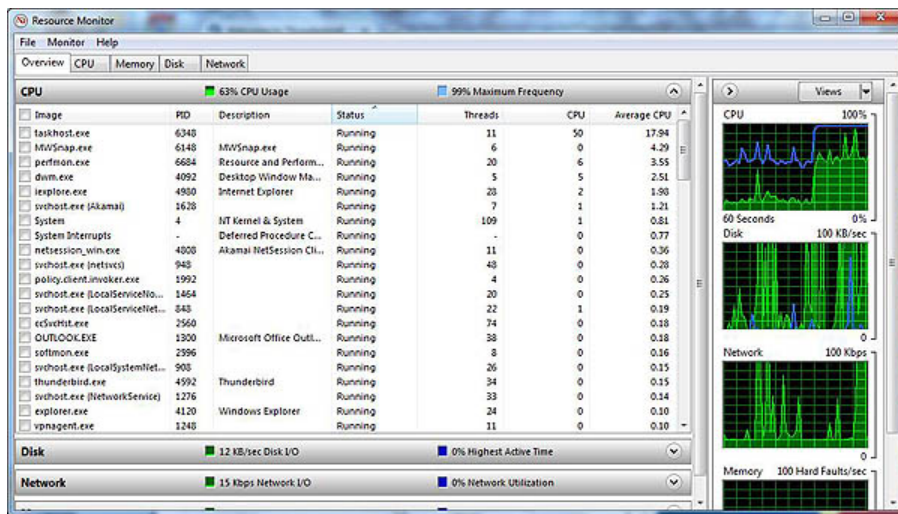 Resource Monitor
File Monitor Help
Overview CPU Memory Disk Network
CPU 63% CPU Usage 99% Maximum Frequency
Image PID Description Status Threads CPU Average CPU
taskhost.exe 6348 Running 11 50 17.94
MWSnap.exe 6148 MWSnap.exe Running 6 0 4.29
perfmon.exe 6684 Resource and Perform... Running 20 6 3.55
dwm.exe 4092 Desktop Window Ma... Running 5 5 2.51
iexplore.exe 4980 Internet Explorer Running 28 2 1.98
svchost.exe (Akamai) 1628 Running 7 1 1.21
System 4 NT Kernel & System Running 109 1 0.81
System Interrupts - Deferred Procedure C... Running - 0 0.77
netsession_win.exe 4808 Akamai NetSession Cli... Running 11 0 0.36
svchost.exe (netsvcs) 948 Running 48 0 0.28
policy.client.invoker.exe 1992 Running 4 0 0.26
svchost.exe (LocalServiceNo... 1464 Running 20 0 0.25
svchost.exe (LocalServiceNet... 848 Running 22 1 0.19
ccSvcHst.exe 2560 Running 74 0 0.18
OUTLOOK.EXE 1300 Microsoft Office Outl... Running 38 0 0.18
softmon.exe 2596 Running 8 0 0.16
svchost.exe (LocalSystemNet... 908 Running 26 0 0.15
thunderbird.exe 4592 Thunderbird Running 34 0 0.15
svchost.exe (NetworkService) 1276 Running 33 0 0.14
explorer.exe 4120 Windows Explorer Running 24 0 0.10
vpnagent.exe 1248 Running 11 0 0.10
Disk 12 KB/sec Disk I/O 0% Highest Active Time
Network 15 Kbps Network I/O 0% Network Utilization
Views
CPU 100%
60 Seconds 0%
Disk 100 KB/sec
0
Network 100 Kbps
0
Memory 100 Hard Faults/sec